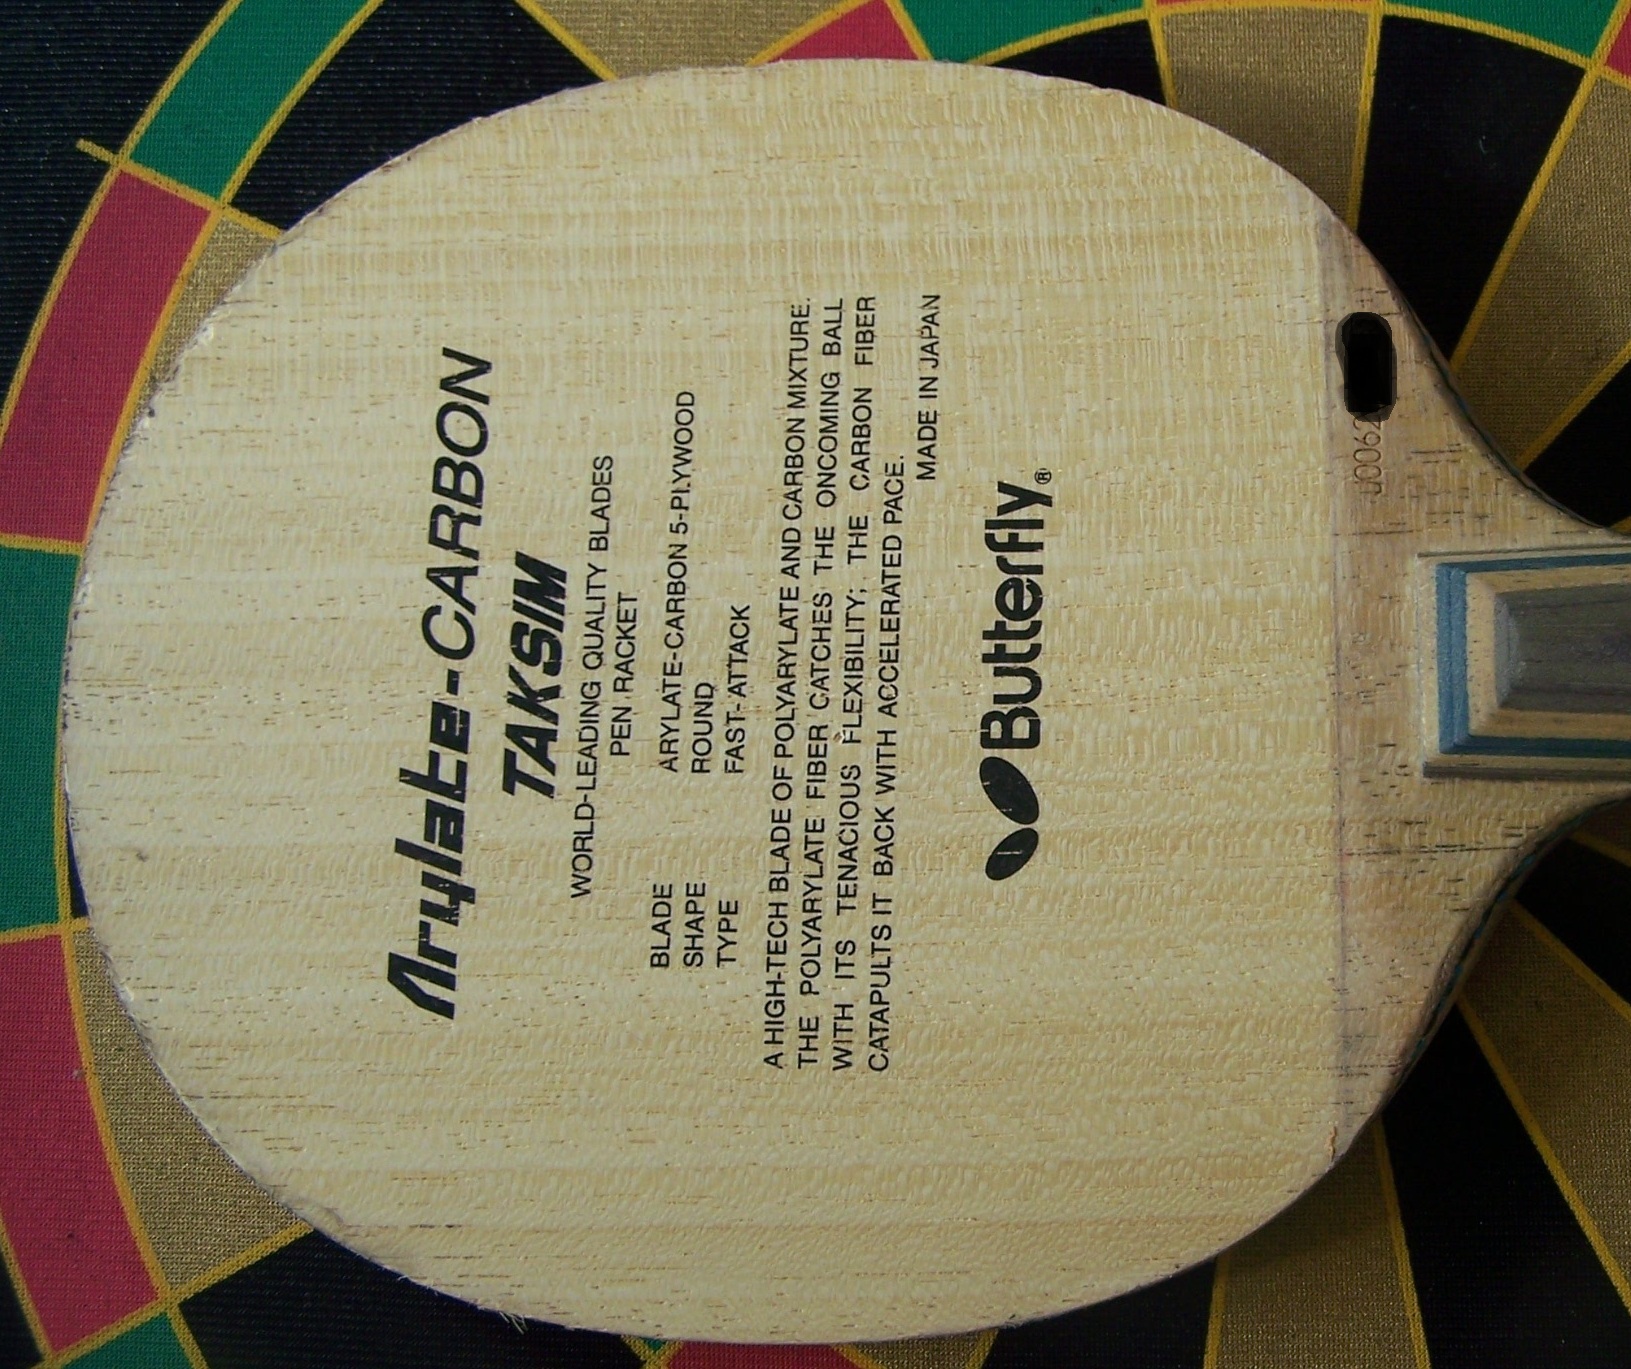 Arylate-CARBON
TAKSIM
WORLD-LEADING QUALITY BLADES
PEN RACKET
BLADE ARYLATE-CARBON 5-PLYWOOD
SHAPE ROUND
TYPE FAST-ATTACK
A HIGH-TECH BLADE OF POLYARYLATE AND CARBON MIXTURE.
THE POLYARYLATE FIBER CATCHES THE ONCOMING BALL
WITH ITS TENACIOUS FLEXIBILITY; THE CARBON FIBER
CATAPULTS IT BACK WITH ACCELERATED PACE.
MADE IN JAPAN
Butterfly®